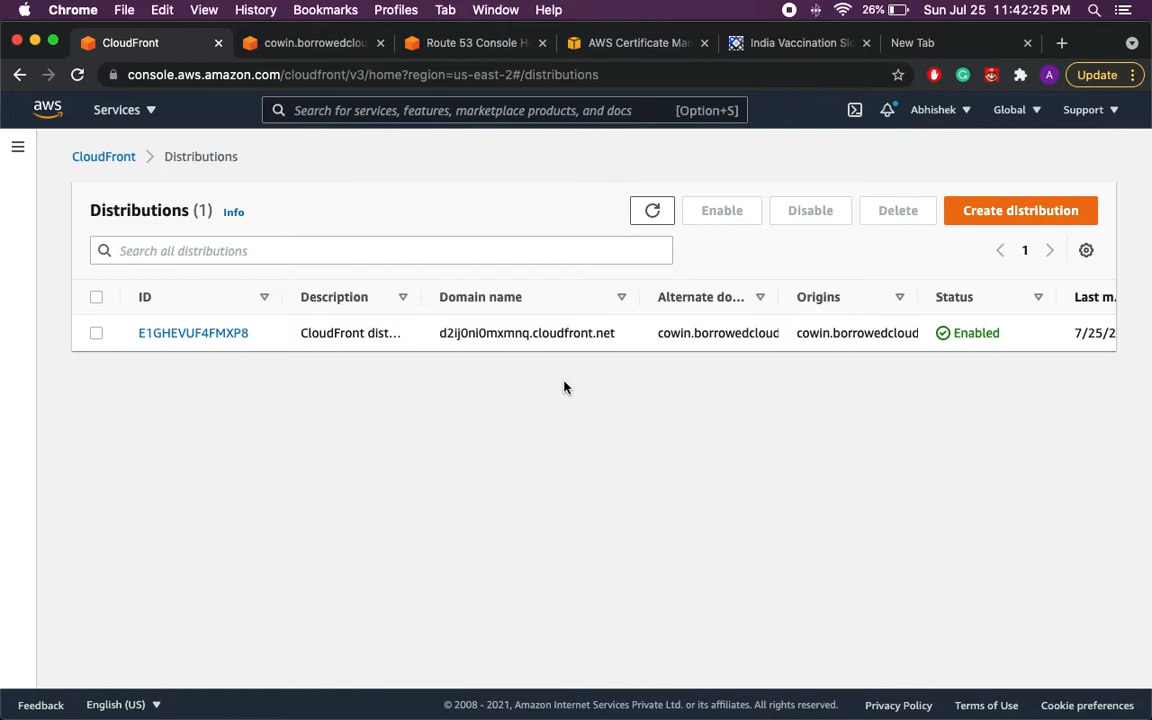 Chrome File Edit View History Bookmarks Profiles Tab Window Help 26% Sun Jul 25 11:42:25 PM
CloudFront cowin.borrowedclou Route 53 Console H AWS Certificate Man India Vaccination Slo New Tab
console.aws.amazon.com/cloudfront/v3/home?region=us-east-2#/distributions A Update
aws Services Search for services, features, marketplace products, and docs [Option+S] Abhishek Global Support
CloudFront Distributions
Distributions (1) Info Enable Disable Delete Create distribution
Search all distributions 1
ID Description Domain name Alternate do... Origins Status Last m.
E1GHEVUF4FMXP8 CloudFront dist... d2ij0ni0mxmnq.cloudfront.net cowin.borrowedcloud cowin.borrowedcloud Enabled 7/25/2
Feedback English (US) © 2008 - 2021, Amazon Internet Services Private Ltd. or its affiliates. All rights reserved. Privacy Policy Terms of Use Cookie preferences